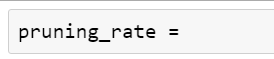 pruning_rate =